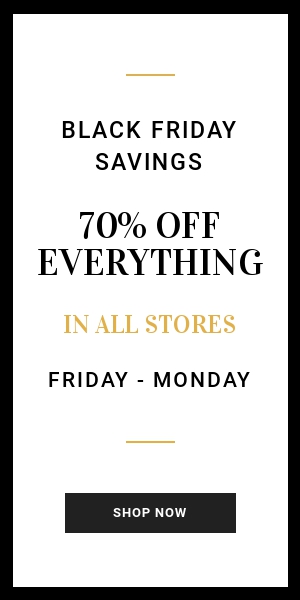 BLACK FRIDAY
SAVINGS
70% OFF
EVERYTHING
IN ALL STORES
FRIDAY - MONDAY
SHOP NOW